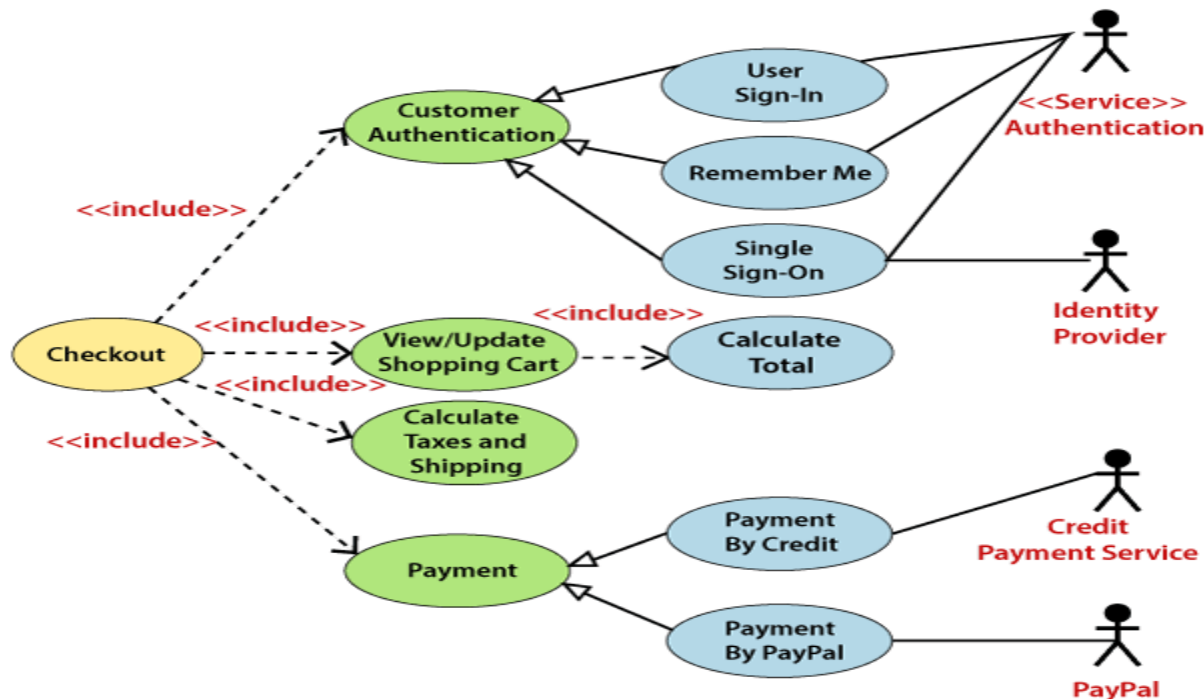 User
Sign-In
Customer
Authentication
<<Service>>
Authentication
Remember Me
<<include>>
Single
Sign-On
Identity
Provider
<<include>>
<<include>>
Checkout
View/Update
Shopping Cart
Calculate
Total
<<include>>
Calculate
Taxes and
Shipping
<<include>>
Payment
By Credit
Credit
Payment Service
Payment
Payment
By PayPal
PayPal